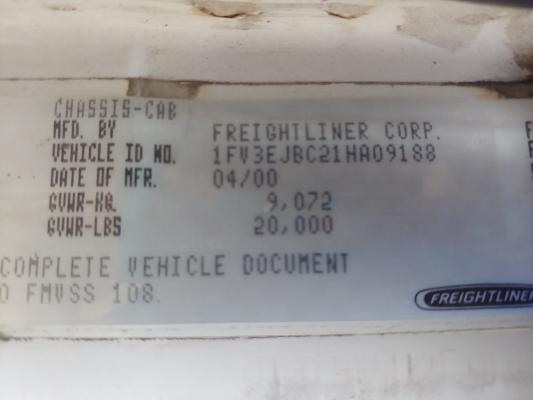 CHASSIS-CAB
MFD. BY FREIGHTLINER CORP.
VEHICLE ID NO. 1FV3EJBC21HA09188
DATE OF MFR. 04/00
GVWR-KG 9,072
GVWR-LBS 20,000
COMPLETE VEHICLE DOCUMENT
O FMVSS 108.
FREIGHTLINER